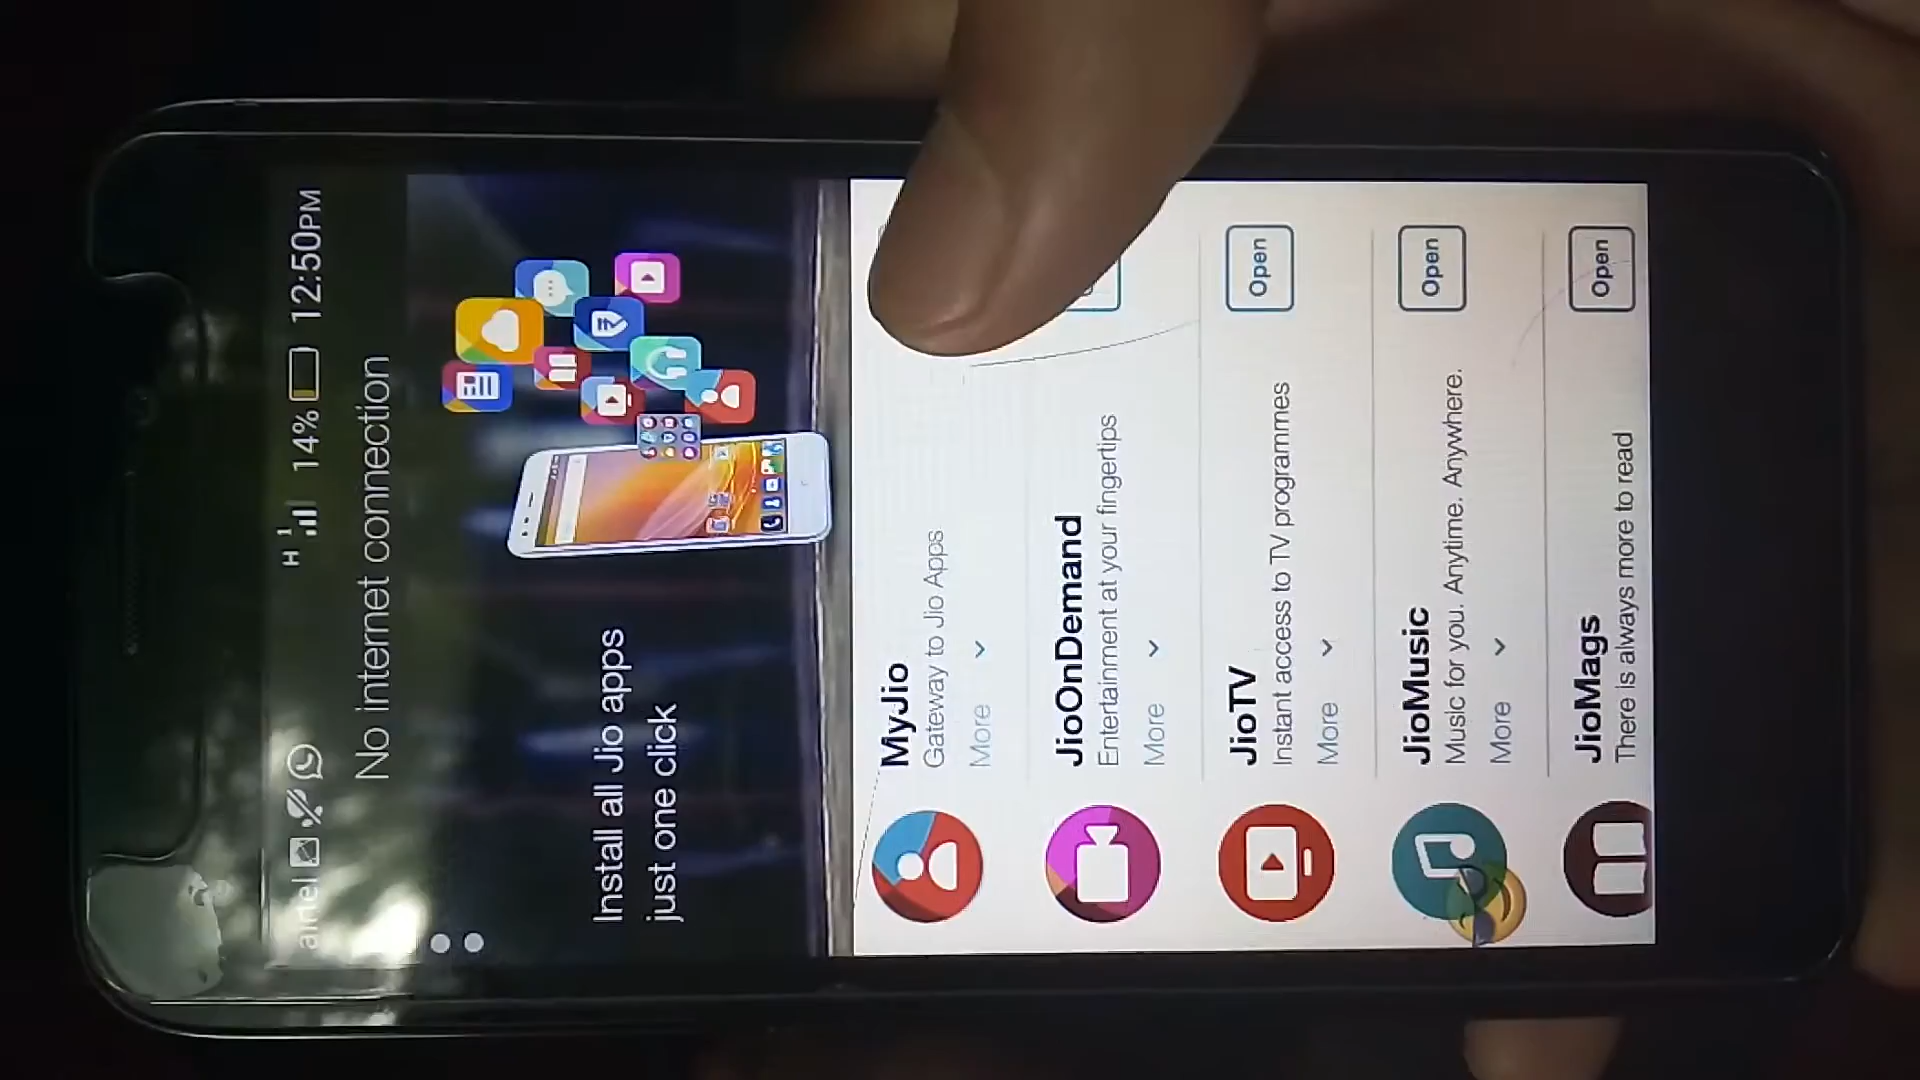 airtel H 1 14% 12:50PM
No internet connection
Install all Jio apps
just one click
MyJio
Gateway to Jio Apps
More
JioOnDemand
Entertainment at your fingertips
More
JioTV
Instant access to TV programmes
More
Open
JioMusic
Music for you. Anytime. Anywhere.
More
Open
JioMags
There is always more to read
Open